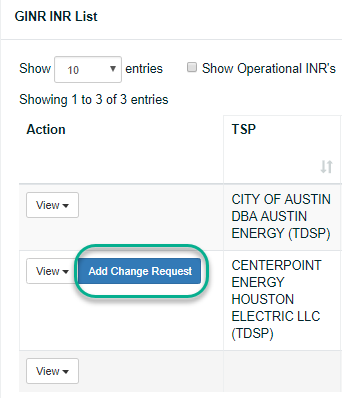 GINR INR List
Show 10 entries Show Operational INR's
Showing 1 to 3 of 3 entries
Action TSP
View CITY OF AUSTIN
DBA AUSTIN
ENERGY (TDSP)
View Add Change Request CENTERPOINT
ENERGY
HOUSTON
ELECTRIC LLC
(TDSP)
View